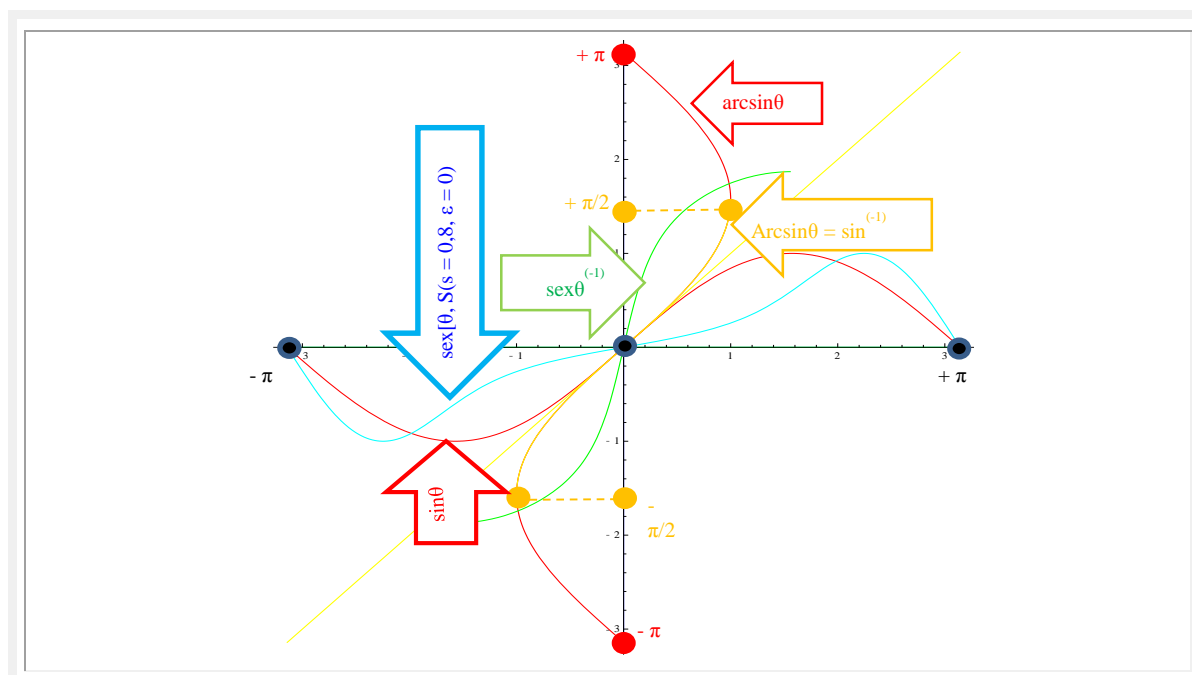 + π
3
arcsinθ
2
+ π/2
Arcsinθ = sin(-1)
sex[θ, S(s = 0,8, ε = 0)
sexθ(-1)
- 1
1
2
3
- π
+ π
- 1
sinθ
-
π/2
- 2
- 3
- π